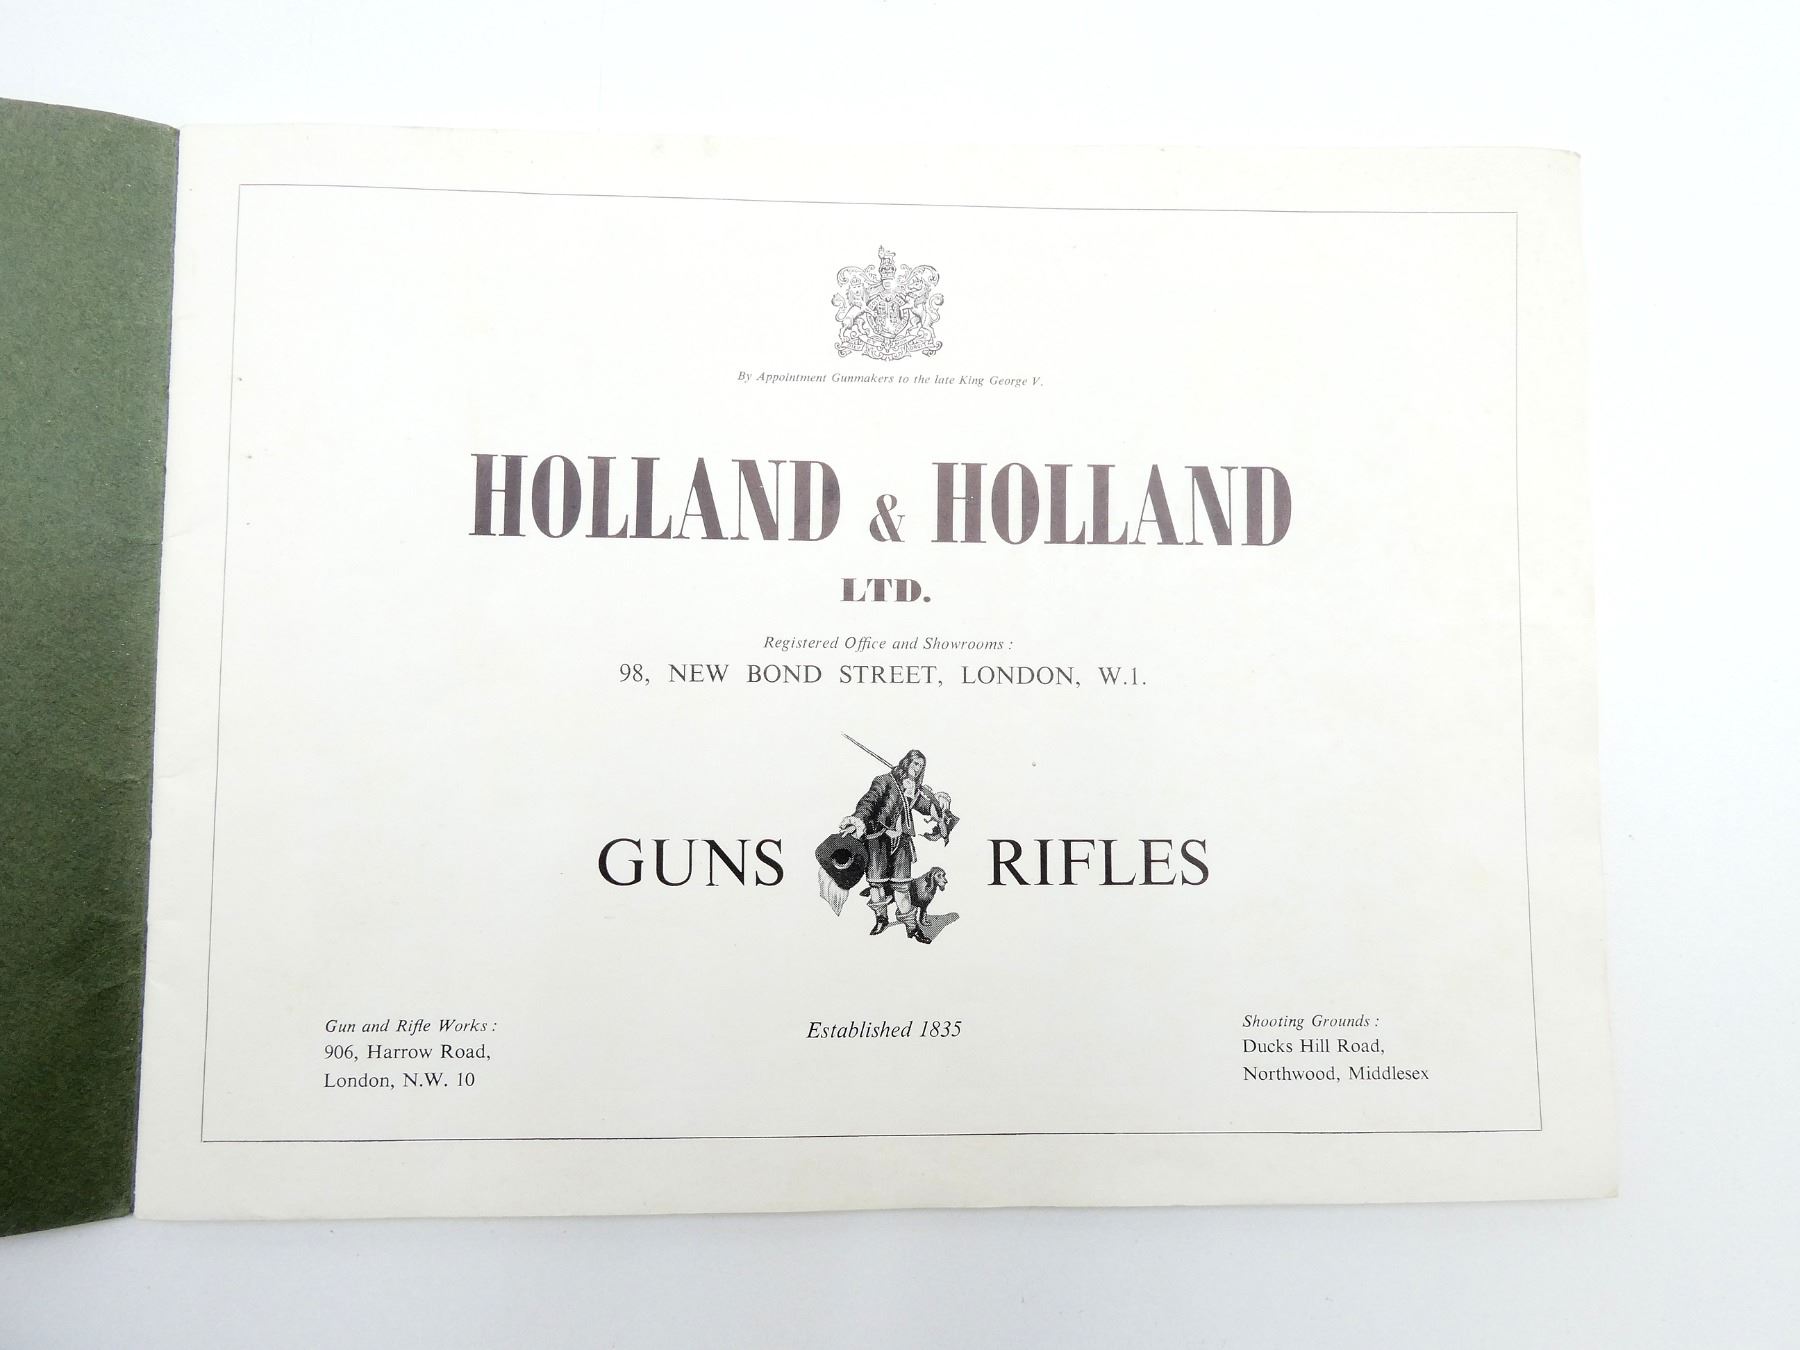 By Appointment Gunmakers to the late King George V.
HOLLAND & HOLLAND
LTD.
Registered Office and Showrooms :
98, NEW BOND STREET, LONDON, W.1.
GUNS RIFLES
Gun and Rifle Works :
906, Harrow Road,
London, N.W. 10
Established 1835
Shooting Grounds :
Ducks Hill Road,
Northwood, Middlesex